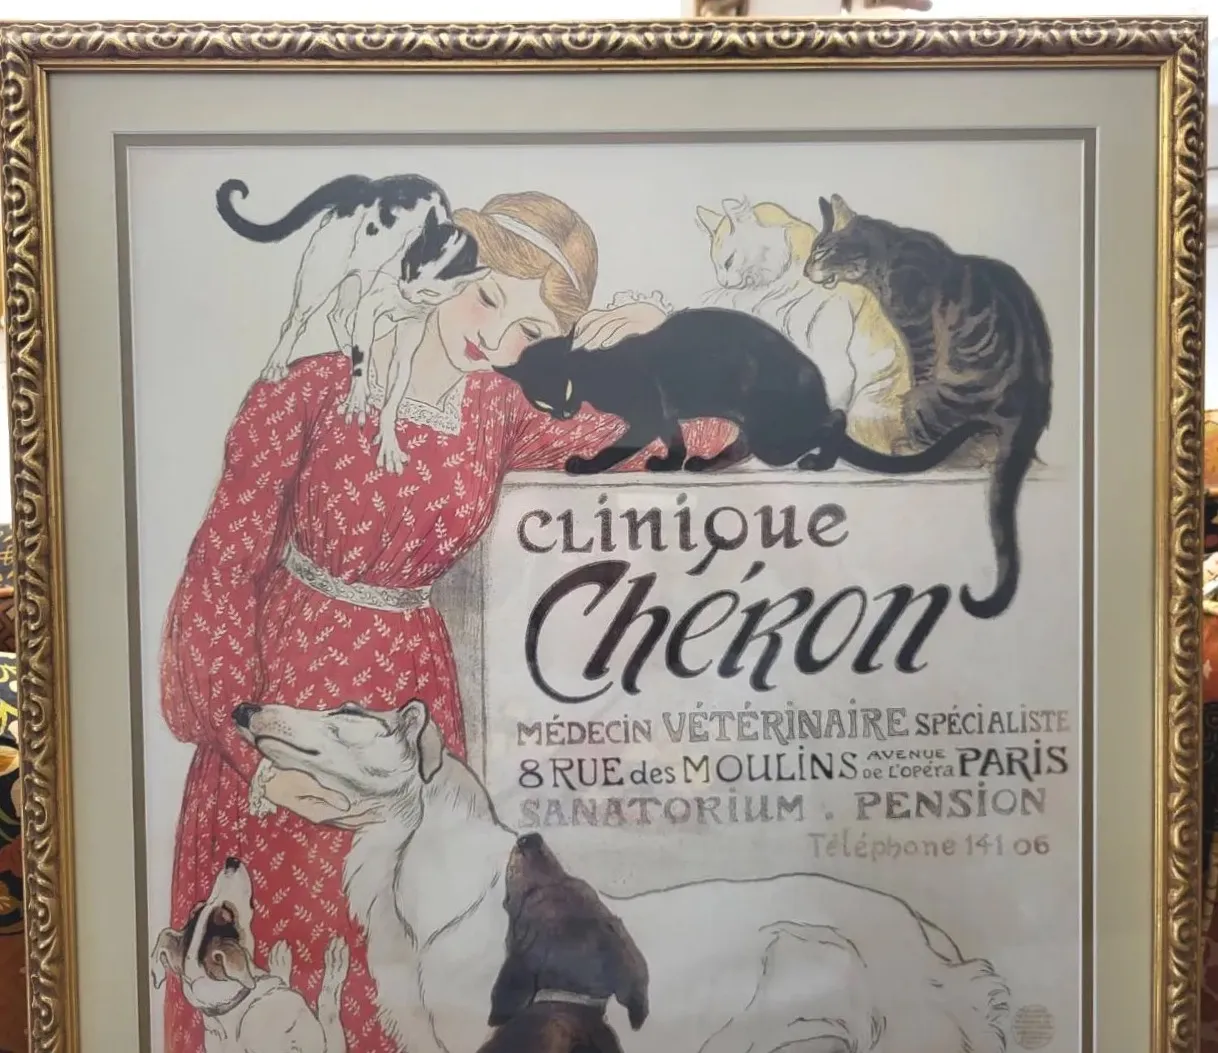 CLinique
Chéron
MÉDECIN VÉTÉRINAIRE SPÉCIALISTE
8 RUE des MOULINS AVENUE DE L'OPÉRA PARIS
SANATORIUM . PENSION
Téléphone 141 06